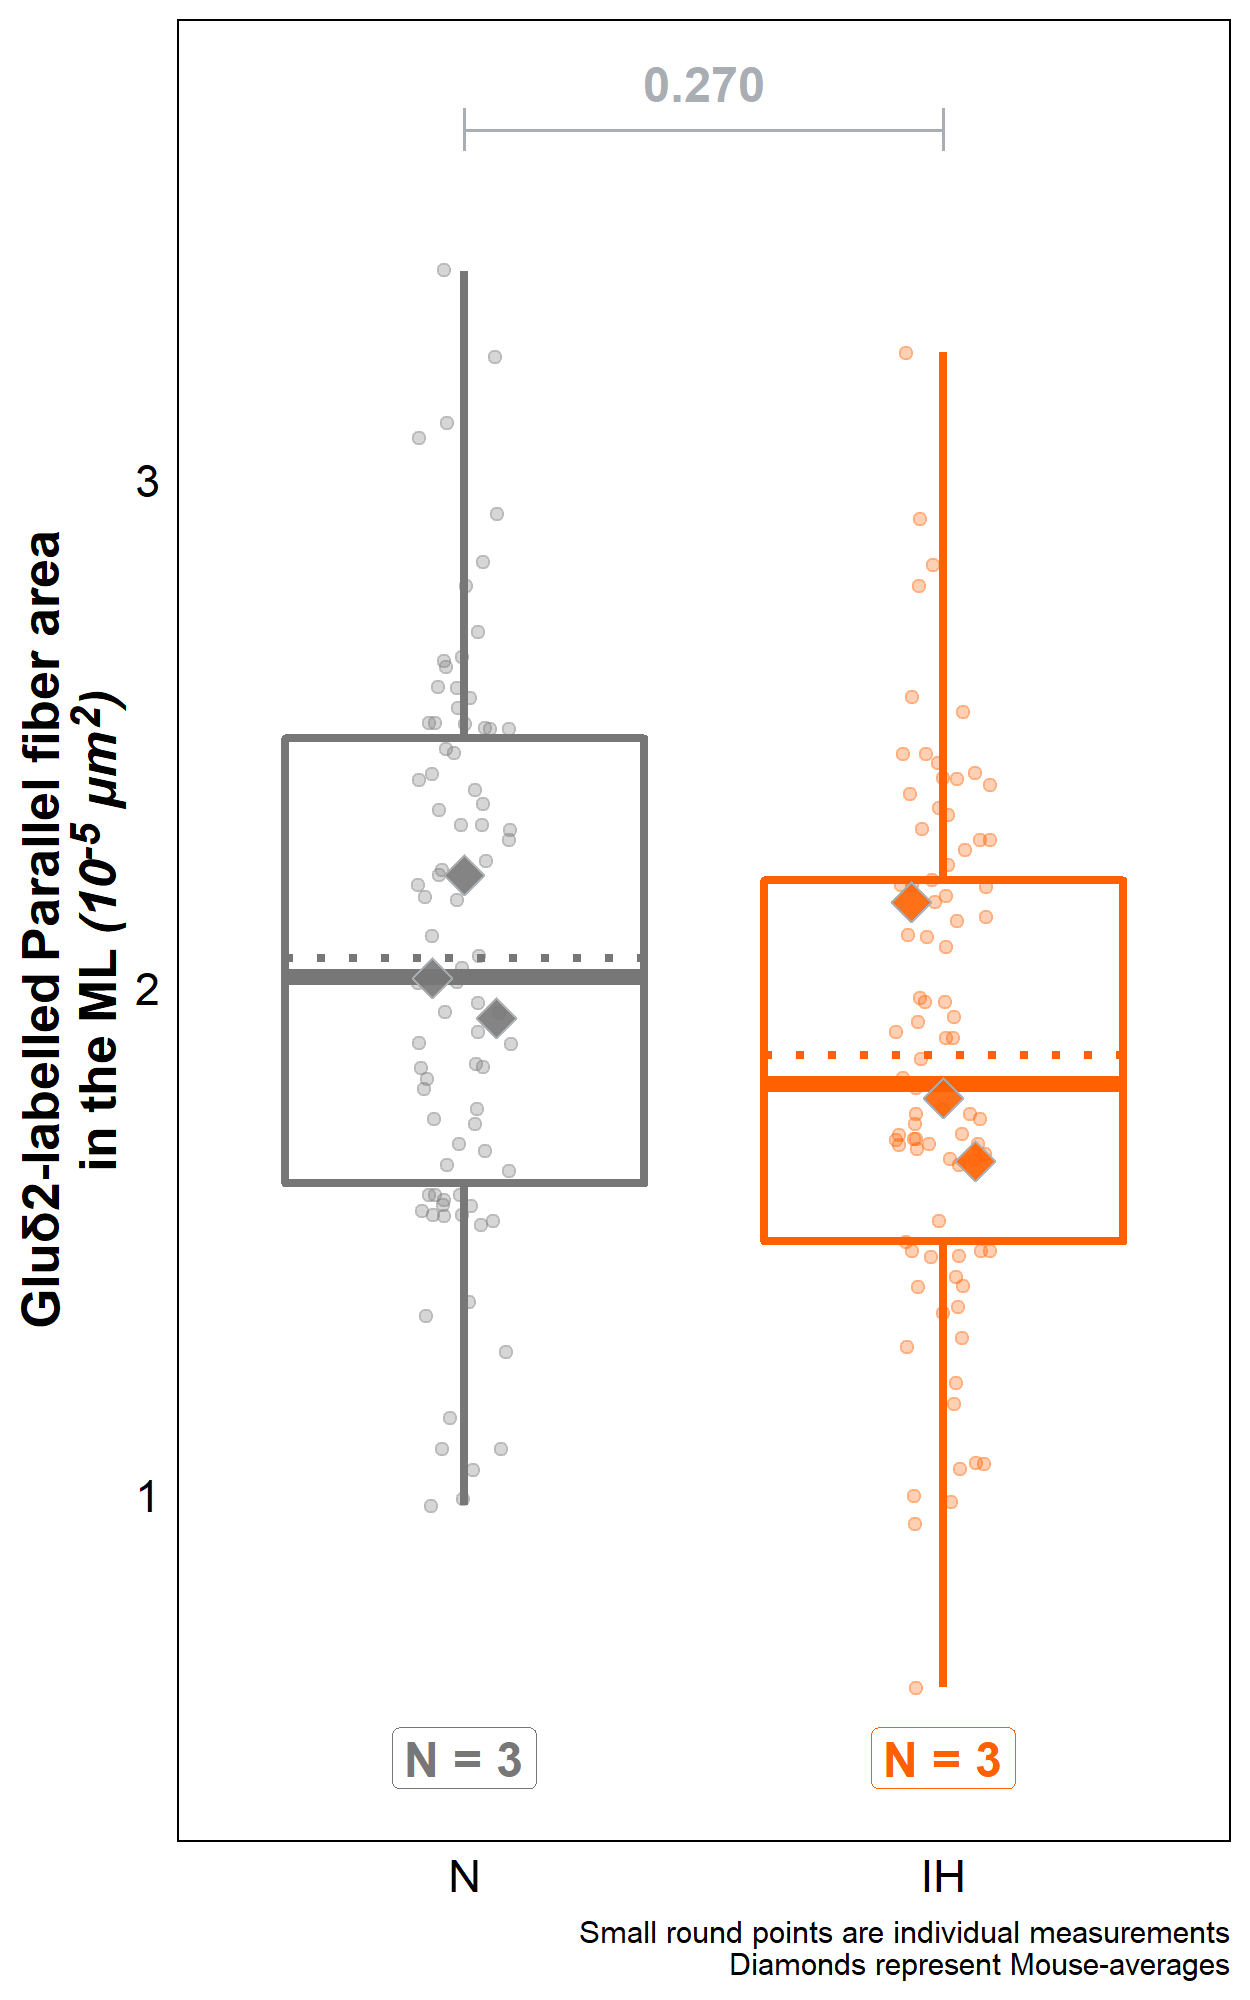 0.270
3
2
1
Gluδ2-labelled Parallel fiber area
in the ML (10⁻⁵ µm²)
N = 3
N = 3
N
IH
Small round points are individual measurements
Diamonds represent Mouse-averages